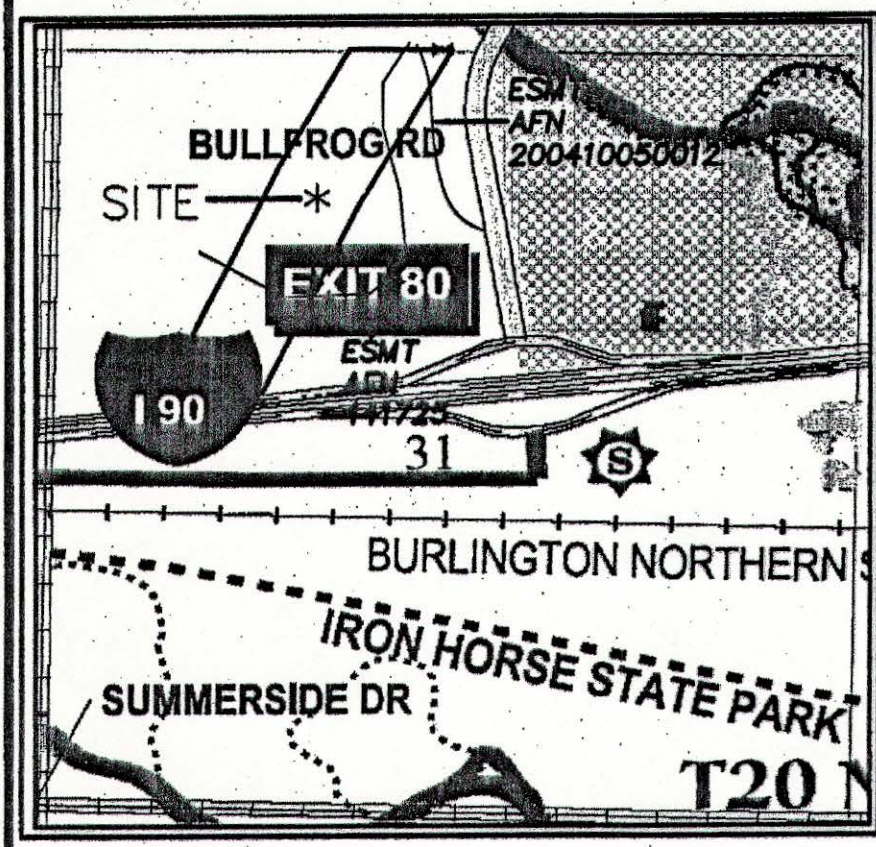 ESMT
AFN
200410050012
BULLFROG RD
SITE
EXIT 80
ESMT
I 90
31
S
BURLINGTON NORTHERN S
IRON HORSE STATE PARK
SUMMERSIDE DR
T20 N